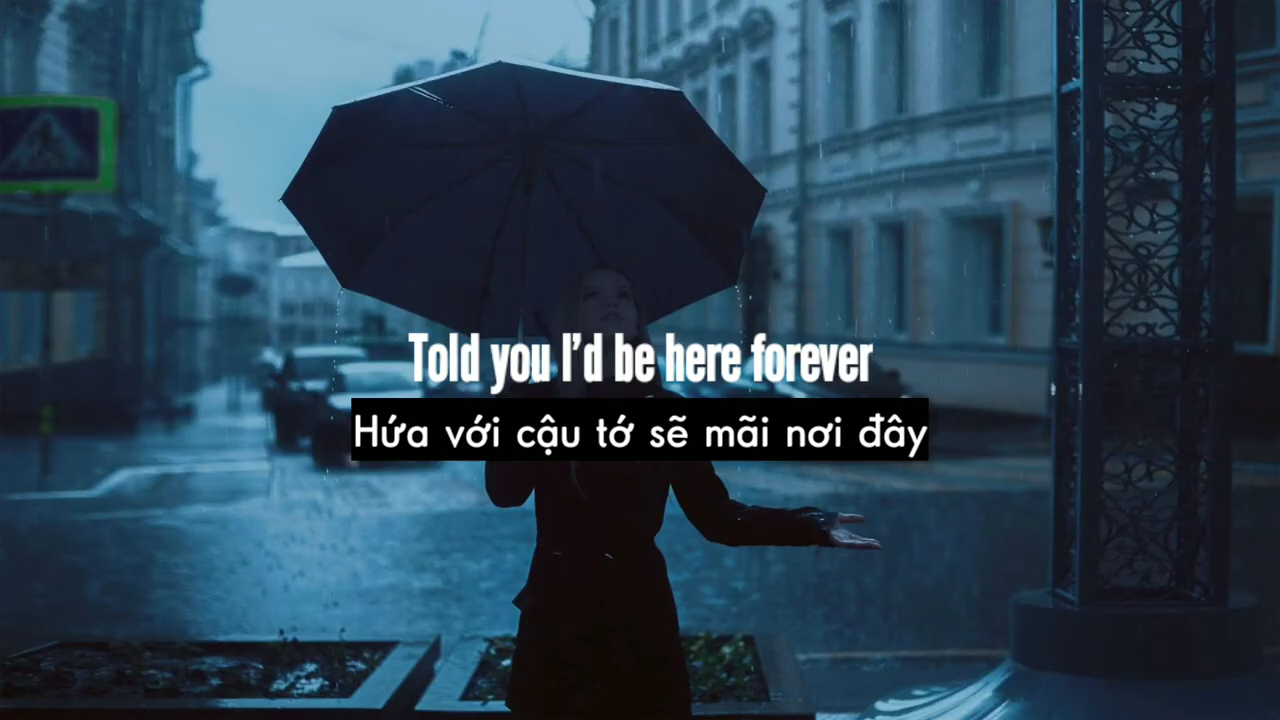 Told you I'd be here forever
Hứa với cậu tớ sẽ mãi nơi đây